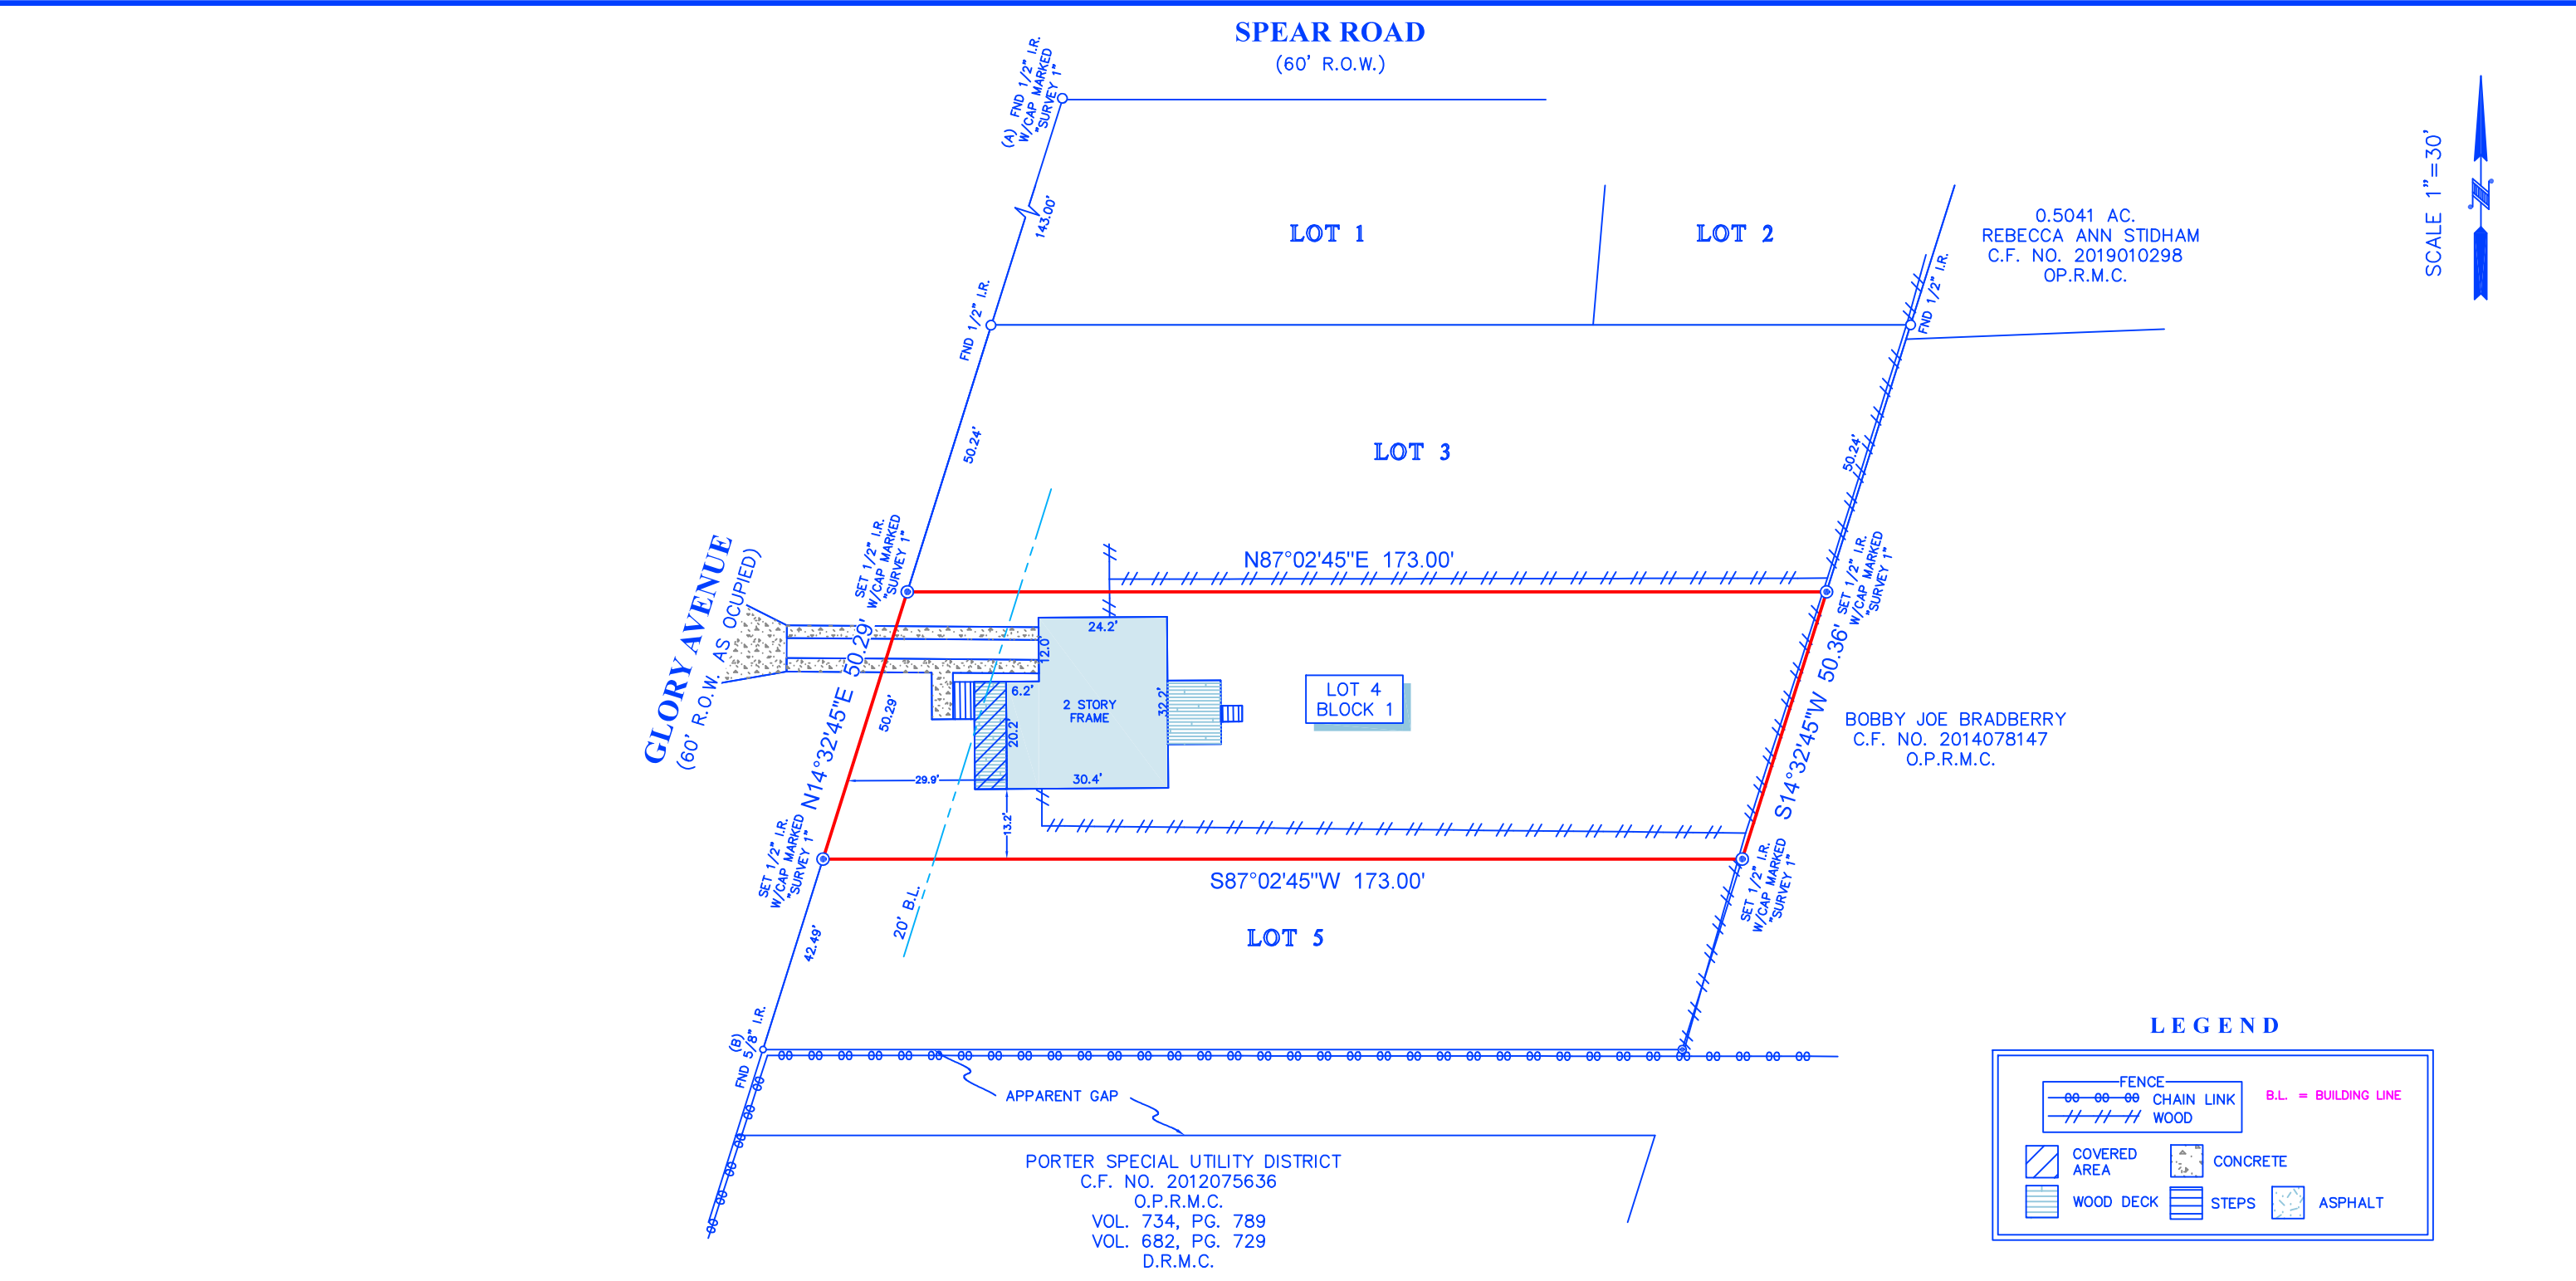 SPEAR ROAD
(60' R.O.W.)
(A) FND 1/2" I.R.
W/CAP MARKED
"SURVEY 1"
143.00'
LOT 1
LOT 2
0.5041 AC.
REBECCA ANN STIDHAM
C.F. NO. 2019010298
OP.R.M.C.
SCALE 1"=30'
N
FND 1/2" I.R.
FND 1/2" I.R.
50.24'
LOT 3
50.24'
SET 1/2" I.R.
W/CAP MARKED
"SURVEY 1"
N87°02'45"E 173.00'
SET 1/2" I.R.
W/CAP MARKED
"SURVEY 1"
GLORY AVENUE
(60' R.O.W. AS OCCUPIED)
N14°32'45"E 50.29'
50.29'
24.2'
12.0'
6.2'
20.2'
2 STORY
FRAME
32.2'
30.4'
29.9'
13.2'
LOT 4
BLOCK 1
S14°32'45"W 50.36'
BOBBY JOE BRADBERRY
C.F. NO. 2014078147
O.P.R.M.C.
SET 1/2" I.R.
W/CAP MARKED
"SURVEY 1"
S87°02'45"W 173.00'
SET 1/2" I.R.
W/CAP MARKED
"SURVEY 1"
20' B.L.
42.49'
LOT 5
(B)
FND 5/8" I.R.
APPARENT GAP
PORTER SPECIAL UTILITY DISTRICT
C.F. NO. 2012075636
O.P.R.M.C.
VOL. 734, PG. 789
VOL. 682, PG. 729
D.R.M.C.
LEGEND
FENCE
CHAIN LINK
WOOD
B.L. = BUILDING LINE
COVERED
AREA
CONCRETE
WOOD DECK
STEPS
ASPHALT